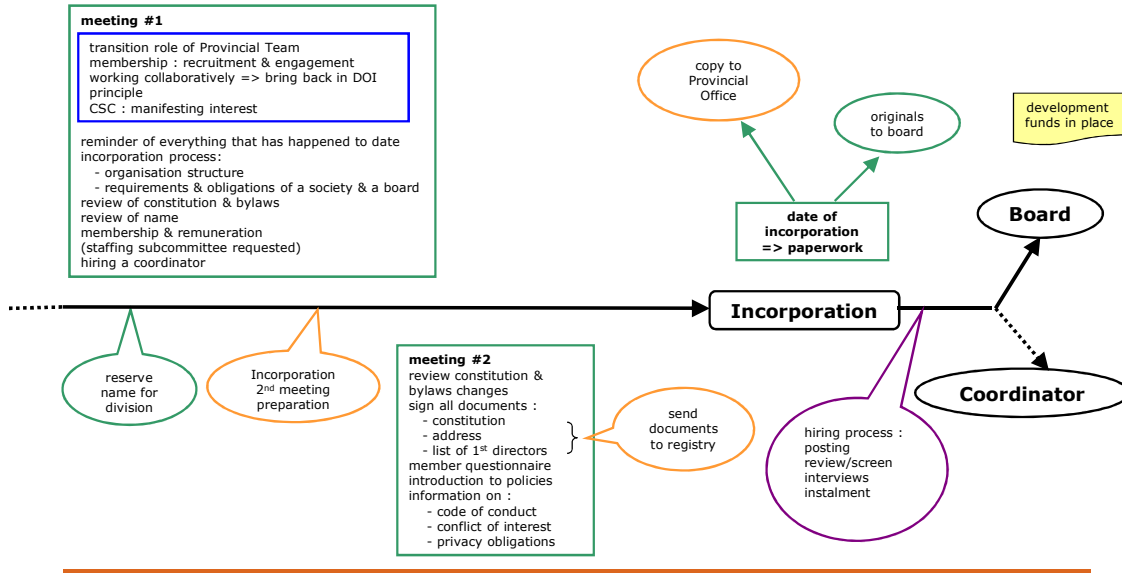 meeting #1
transition role of Provincial Team
membership : recruitment & engagement
working collaboratively => bring back in DOI
principle
CSC : manifesting interest
reminder of everything that has happened to date
incorporation process:
- organisation structure
- requirements & obligations of a society & a board
review of constitution & bylaws
review of name
membership & remuneration
(staffing subcommittee requested)
hiring a coordinator
copy to
Provincial
Office
originals
to board
development
funds in place
date of
incorporation
=> paperwork
Board
Incorporation
Coordinator
reserve
name for
division
Incorporation
2nd meeting
preparation
meeting #2
review constitution &
bylaws changes
sign all documents :
- constitution
- address
- list of 1st directors
member questionnaire
introduction to policies
information on :
- code of conduct
- conflict of interest
- privacy obligations
send
documents
to registry
hiring process :
posting
review/screen
interviews
instalment